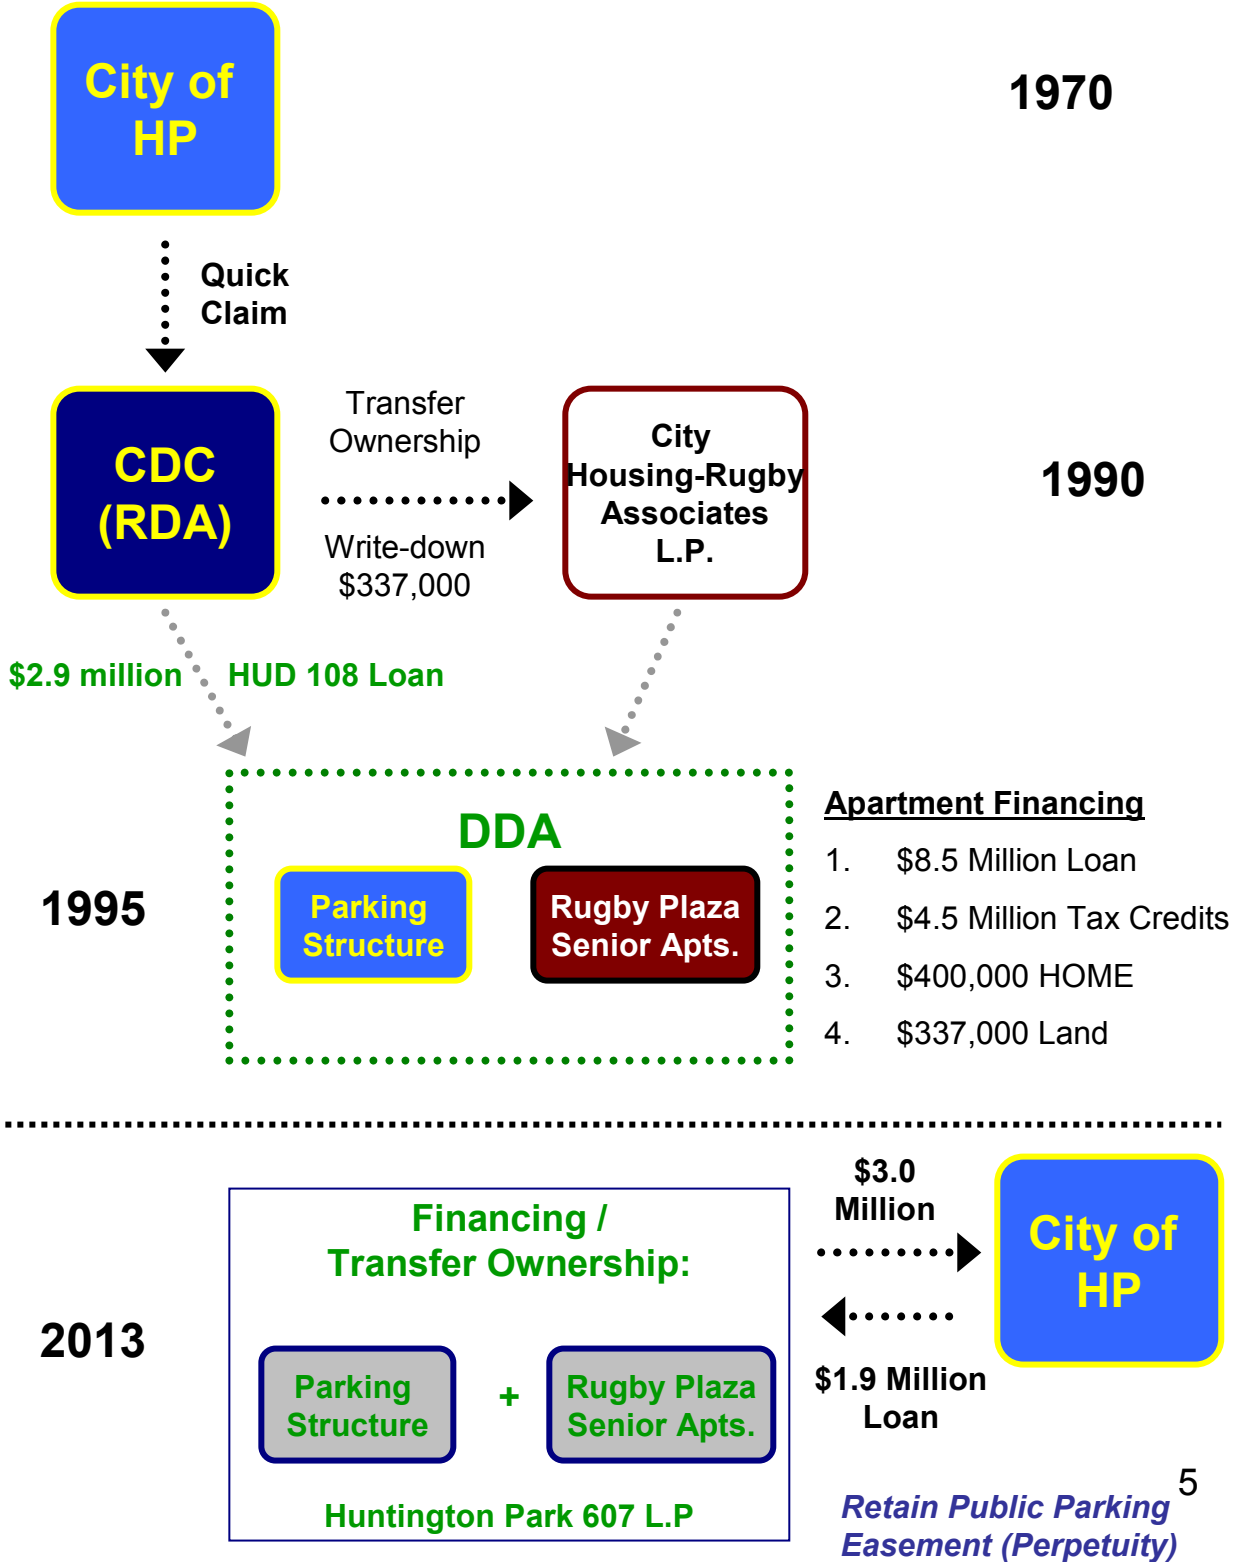 City of
HP
1970
Quick
Claim
CDC
(RDA)
Transfer
Ownership
Write-down
$337,000
City
Housing-Rugby
Associates
L.P.
1990
$2.9 million
HUD 108 Loan
1995
DDA
Parking
Structure
Rugby Plaza
Senior Apts.
Apartment Financing
1. $8.5 Million Loan
2. $4.5 Million Tax Credits
3. $400,000 HOME
4. $337,000 Land
2013
Financing /
Transfer Ownership:
Parking
Structure
+
Rugby Plaza
Senior Apts.
Huntington Park 607 L.P
$3.0
Million
City of
HP
$1.9 Million
Loan
Retain Public Parking
Easement (Perpetuity)
5